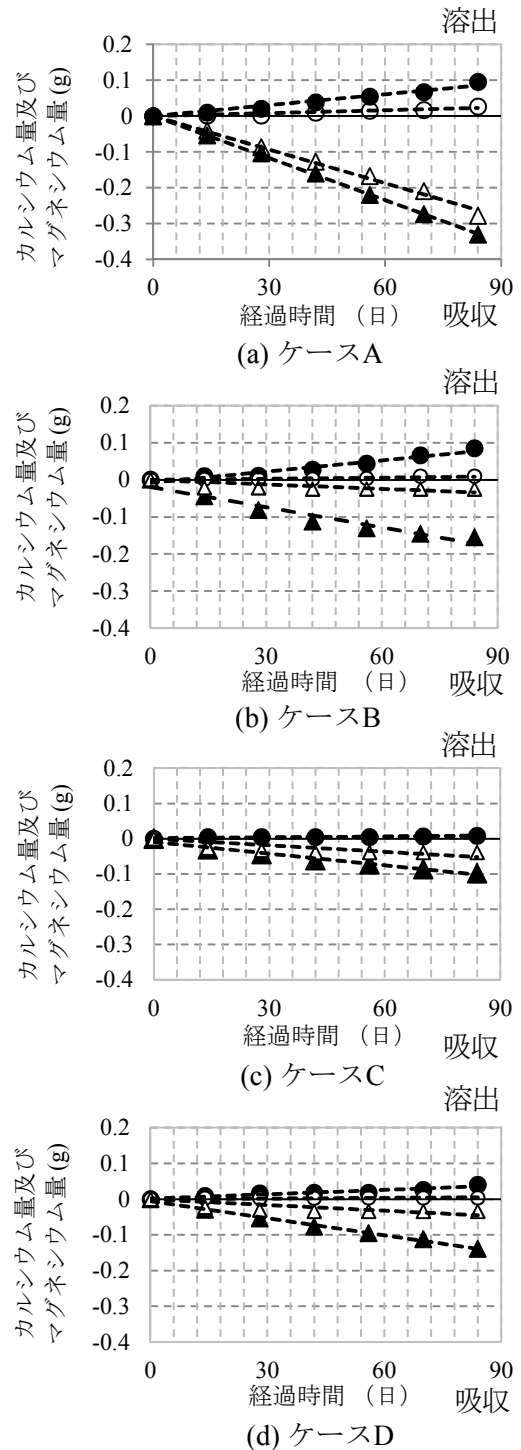 溶出
カルシウム量及び
マグネシウム量(g)
0.2
0.1
0
-0.1
-0.2
-0.3
-0.4
0 30 60 90
経過時間 (日) 吸収
(a) ケースA
溶出
カルシウム量及び
マグネシウム量(g)
0.2
0.1
0
-0.1
-0.2
-0.3
-0.4
0 30 60 90
経過時間 (日) 吸収
(b) ケースB
溶出
カルシウム量及び
マグネシウム量(g)
0.2
0.1
0
-0.1
-0.2
-0.3
-0.4
0 30 60 90
経過時間 (日) 吸収
(c) ケースC
溶出
カルシウム量及び
マグネシウム量(g)
0.2
0.1
0
-0.1
-0.2
-0.3
-0.4
0 30 60 90
経過時間 (日) 吸収
(d) ケースD